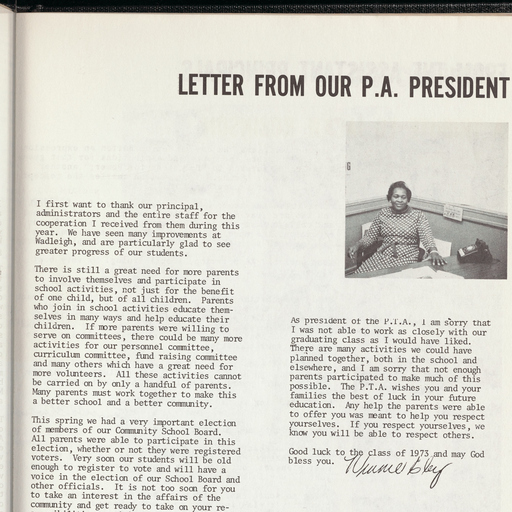 LETTER FROM OUR P.A. PRESIDENT
I first want to thank our principal,
administrators and the entire staff for the
cooperation I received from them during this
year. We have seen many improvements at
Wadleigh, and are particularly glad to see
greater progress of our students.
There is still a great need for more parents
to involve themselves and participate in
school activities, not just for the benefit
of one child, but of all children. Parents
who join in school activities educate them-
selves in many ways and help educate their
children. If more parents were willing to
serve on committees, there could be many more
activities for our personnel committee,
curriculum committee, fund raising committee
and many others which have a great need for
more volunteers. All these activities cannot
be carried on by only a handful of parents.
Many parents must work together to make this
a better school and a better community.
This spring we had a very important election
of members of our Community School Board.
All parents were able to participate in this
election, whether or not they were registered
voters. Very soon our students will be old
enough to register to vote and will have a
voice in the election of our School Board and
other officials. It is not too soon for you
to take an interest in the affairs of the
community and get ready to take on your re-
As president of the P.T.A., I am sorry that
I was not able to work as closely with our
graduating class as I would have liked.
There are many activities we could have
planned together, both in the school and
elsewhere, and I am sorry that not enough
parents participated to make much of this
possible. The P.T.A. wishes you and your
families the best of luck in your future
education. Any help the parents were able
to offer you was meant to help you respect
yourselves. If you respect yourselves, we
know you will be able to respect others.
Good luck to the class of 1973 and may God
bless you.